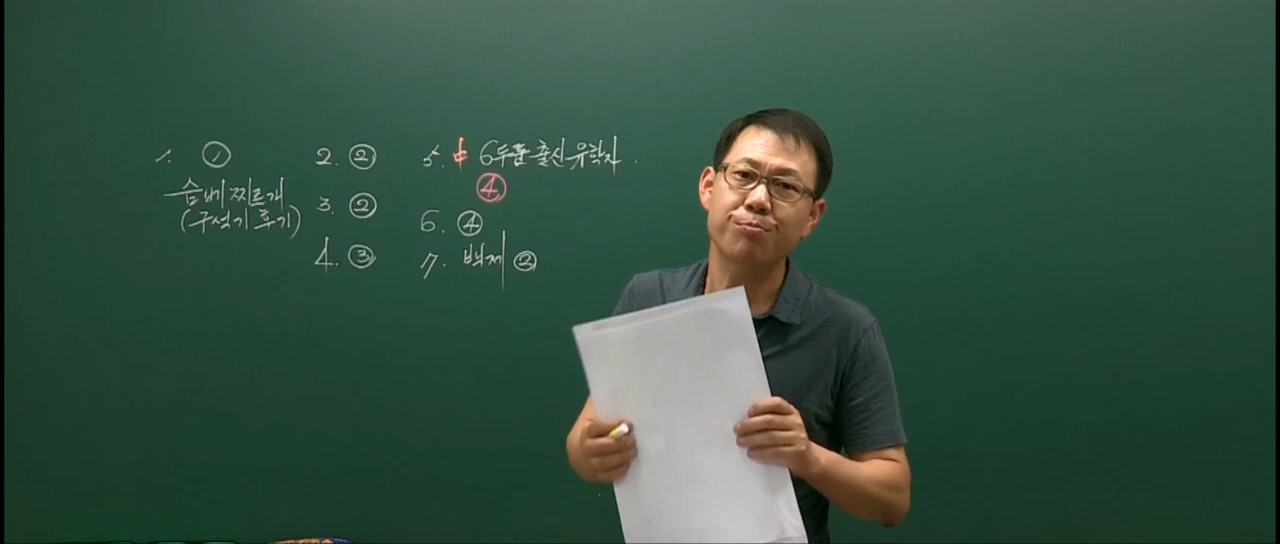 1. ①
슴베 찌르개
(구석기 후기)
2. ②
3. ②
4. ③
5. 中 6두품 출신 유학자.
④
6. ④
7. 백제 ②